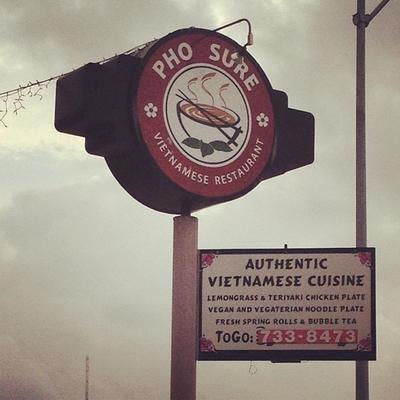 PHO SURE
VIETNAMESE RESTAURANT
AUTHENTIC
VIETNAMESE CUISINE
LEMONGRASS & TERIYAKI CHICKEN PLATE
VEGAN AND VEGATERIAN NOODLE PLATE
FRESH SPRING ROLLS & BUBBLE TEA
TOGO: 733-8473